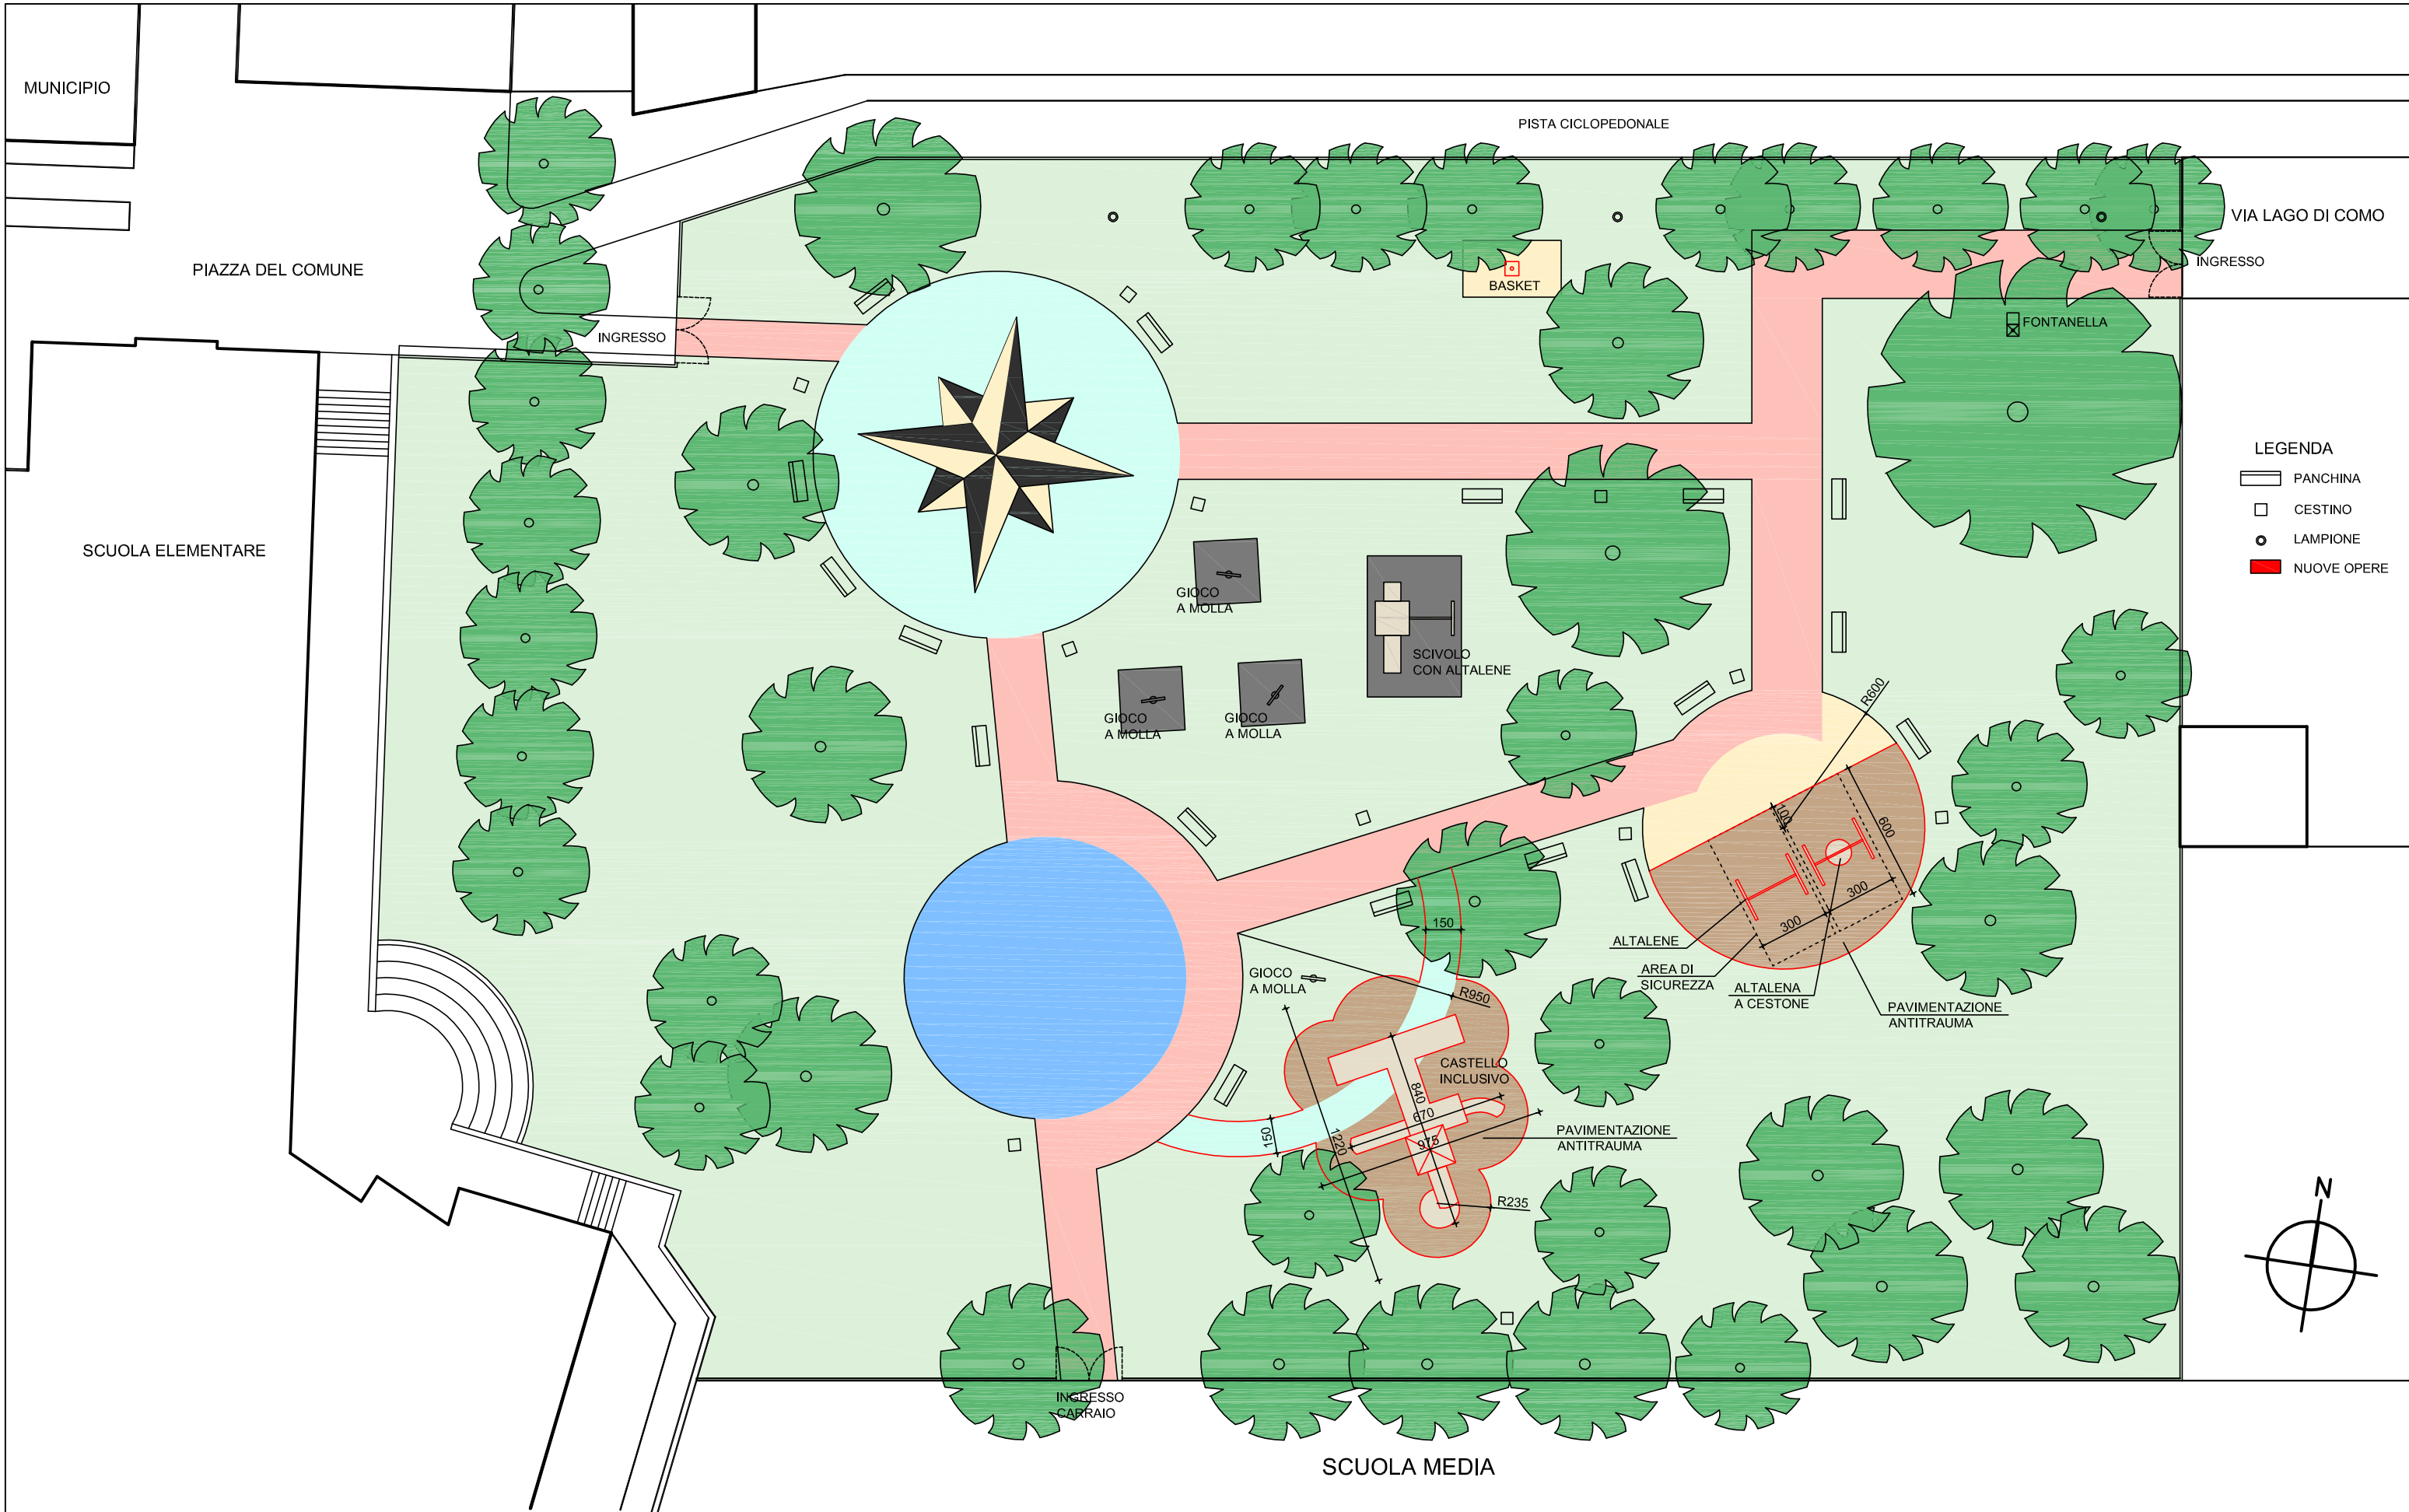 MUNICIPIO
PISTA CICLOPEDONALE
VIA LAGO DI COMO
PIAZZA DEL COMUNE
INGRESSO
BASKET
FONTANELLA
INGRESSO
LEGENDA
PANCHINA
CESTINO
LAMPIONE
NUOVE OPERE
SCUOLA ELEMENTARE
GIOCO
A MOLLA
SCIVOLO
CON ALTALENE
GIOCO
A MOLLA
GIOCO
A MOLLA
R600
100
600
300
300
ALTALENE
AREA DI
SICUREZZA
ALTALENA
A CESTONE
PAVIMENTAZIONE
ANTITRAUMA
150
GIOCO
A MOLLA
R950
CASTELLO
INCLUSIVO
840
670
975
1220
150
PAVIMENTAZIONE
ANTITRAUMA
R235
N
INGRESSO
CARRAIO
SCUOLA MEDIA